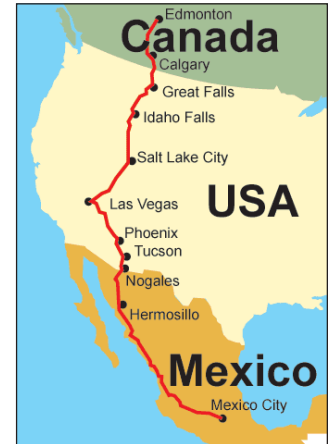 Edmonton
Canada
Calgary
Great Falls
Idaho Falls
Salt Lake City
USA
Las Vegas
Phoenix
Tucson
Nogales
Hermosillo
Mexico
Mexico City